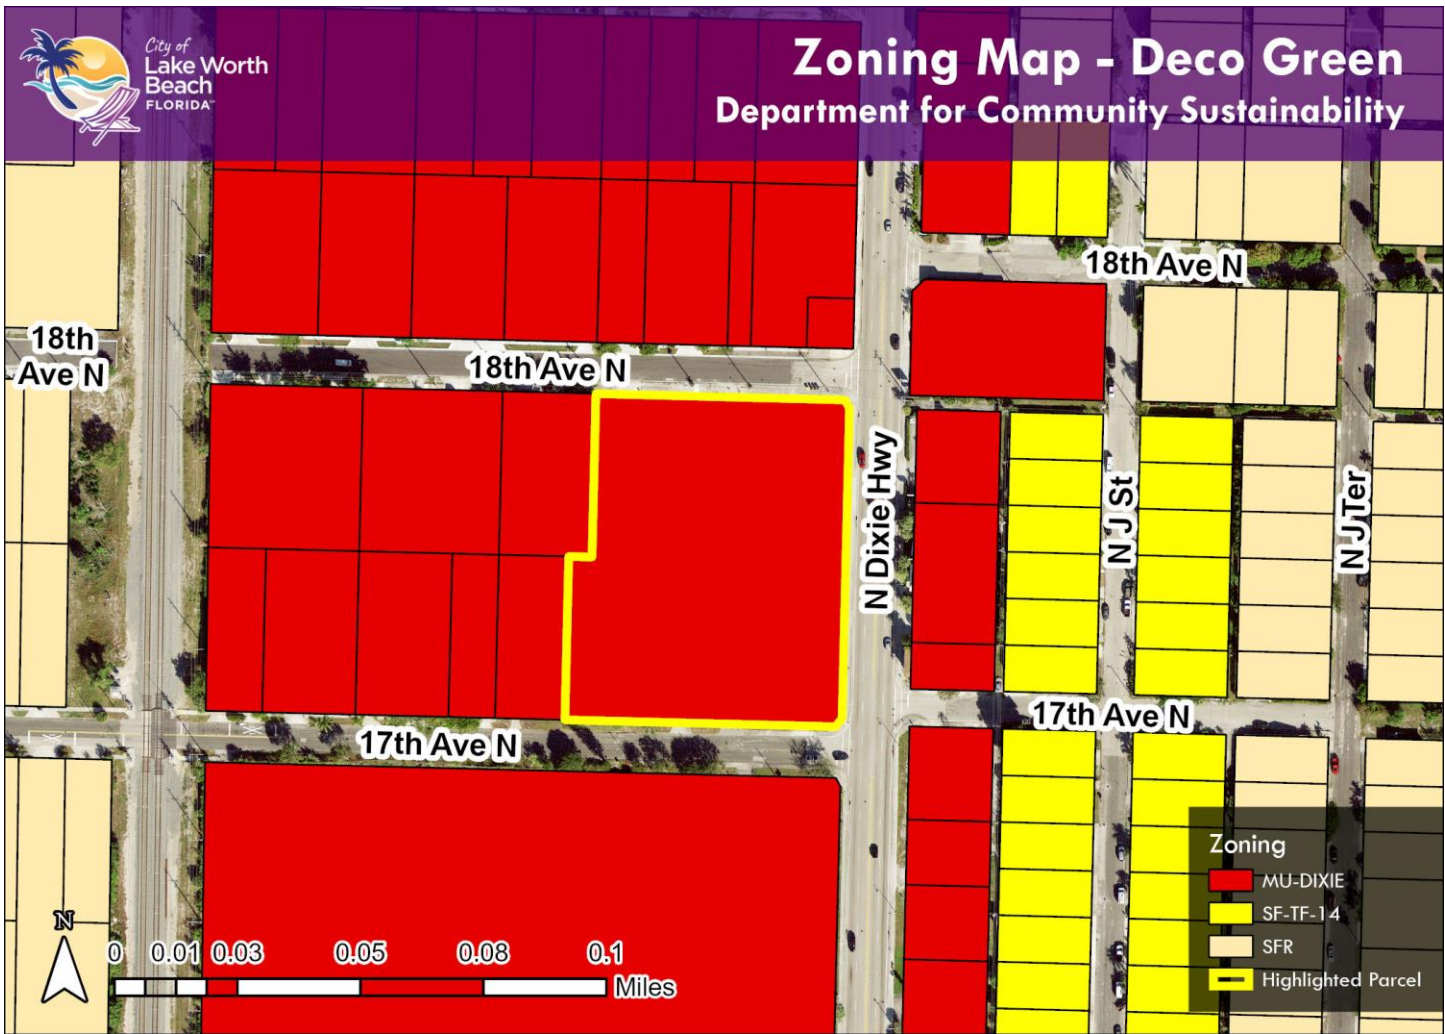 City of
Lake Worth
Beach
FLORIDA
Zoning Map - Deco Green
Department for Community Sustainability
18th Ave N
18th
Ave N
18th Ave N
N Dixie Hwy
N J St
N J Ter
17th Ave N
17th Ave N
Zoning
MU-DIXIE
SF-TF-14
SFR
Highlighted Parcel
N
0 0.01 0.03 0.05 0.08 0.1
Miles